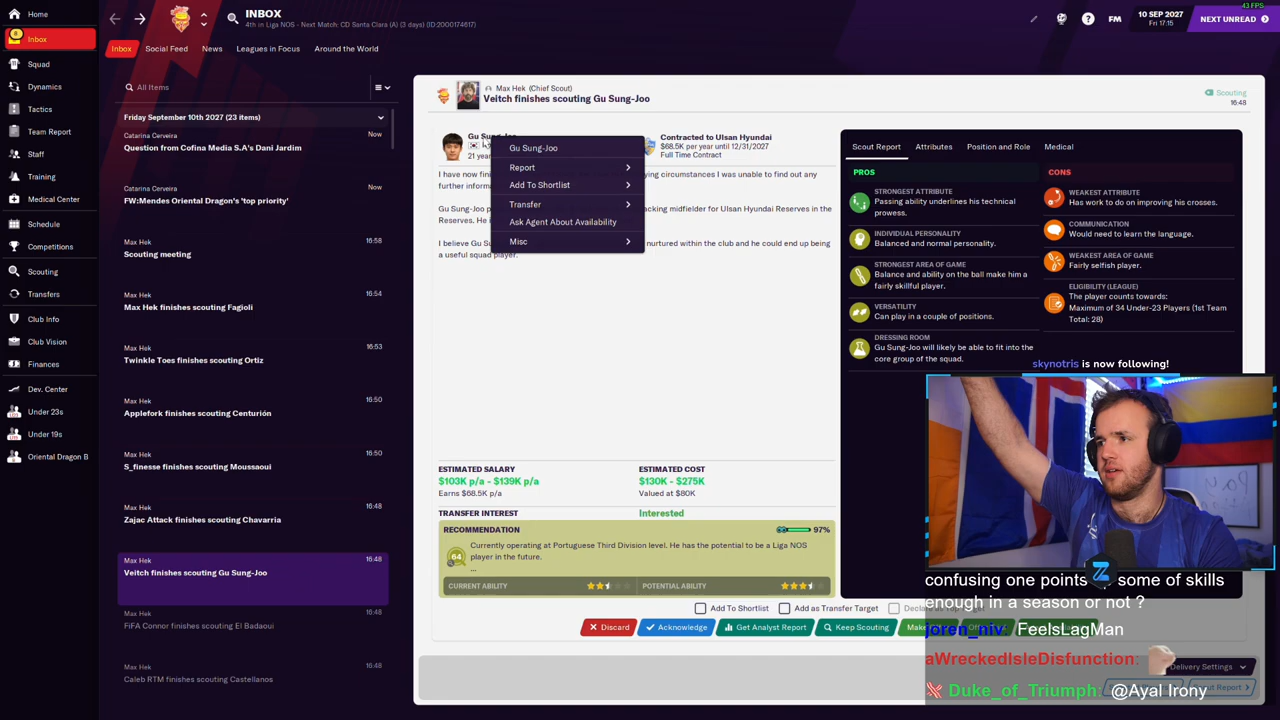 43 FPS
INBOX
4th in Liga NOS - Next Match: CD Santa Clara (A) (3 days) (ID:2000174617)
FM
10 SEP 2027
Fri 17:15
NEXT UNREAD
Home
Inbox
Squad
Dynamics
Tactics
Team Report
Staff
Training
Medical Center
Schedule
Competitions
Scouting
Transfers
Club Info
Club Vision
Finances
Dev. Center
Under 23s
Under 19s
Oriental Dragon B
Inbox
Social Feed
News
Leagues in Focus
Around the World
All Items
Friday September 10th 2027 (23 items)
Catarina Cerveira
Now
Question from Cofina Media S.A's Dani Jardim
Catarina Cerveira
Now
FW:Mendes Oriental Dragon's 'top priority'
Max Hek
16:58
Scouting meeting
Max Hek
16:54
Max Hek finishes scouting Fagioli
Max Hek
16:53
Twinkle Toes finishes scouting Ortiz
Max Hek
16:50
Applefork finishes scouting Centurión
Max Hek
16:50
S_finesse finishes scouting Moussaoui
Max Hek
16:48
Zajac Attack finishes scouting Chavarria
Max Hek
16:48
Veitch finishes scouting Gu Sung-Joo
Max Hek
16:48
FIFA Connor finishes scouting El Badaoui
Max Hek
16:48
Caleb RTM finishes scouting Castellanos
Max Hek (Chief Scout)
Veitch finishes scouting Gu Sung-Joo
Scouting
16:48
Gu Sung-Joo
21 year
Contracted to Ulsan Hyundai
$68.5K per year until 12/31/2027
Full Time Contract
Gu Sung-Joo
Report
Add To Shortlist
Transfer
Ask Agent About Availability
Misc
I have now fini
ying circumstances I was unable to find out any
further informa
Gu Sung-Joo p
acking midfielder for Ulsan Hyundai Reserves in the
Reserves. He i
I believe Gu Su
nurtured within the club and he could end up being
a useful squad player.
ESTIMATED SALARY
$103K p/a - $139K p/a
Earns $68.5K p/a
ESTIMATED COST
$130K - $275K
Valued at $80K
TRANSFER INTEREST
Interested
RECOMMENDATION
97%
64
Currently operating at Portuguese Third Division level. He has the potential to be a Liga NOS
player in the future.
...
CURRENT ABILITY
POTENTIAL ABILITY
Add To Shortlist
Add as Transfer Target
Discard
Acknowledge
Get Analyst Report
Keep Scouting
Scout Report
Attributes
Position and Role
Medical
PROS
STRONGEST ATTRIBUTE
Passing ability underlines his technical
prowess.
INDIVIDUAL PERSONALITY
Balanced and normal personality.
STRONGEST AREA OF GAME
Balance and ability on the ball make him a
fairly skillful player.
VERSATILITY
Can play in a couple of positions.
DRESSING ROOM
Gu Sung-Joo will likely be able to fit into the
core group of the squad.
CONS
WEAKEST ATTRIBUTE
Has work to do on improving his crosses.
COMMUNICATION
Would need to learn the language.
WEAKEST AREA OF GAME
Fairly selfish player.
ELIGIBILITY (LEAGUE)
The player counts towards:
Maximum of 34 Under-23 Players (1st Team
Total: 28)
skynotris is now following!
confusing one points up some of skills
enough in a season or not ?
joren_niv: FeelsLagMan
aWreckedIsleDisfunction:
Duke_of_Triumph: @Ayal Irony
Delivery Settings
Scout Report